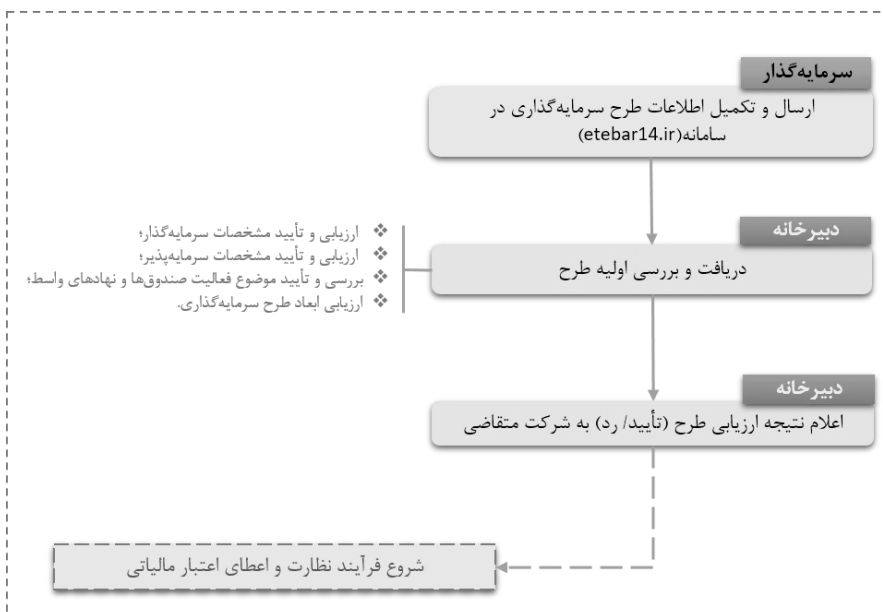 سرمایه‌گذار
ارسال و تکمیل اطلاعات طرح سرمایه‌گذاری در
سامانه(etebar14.ir)
دبیرخانه
دریافت و بررسی اولیه طرح
❖ ارزیابی و تأیید مشخصات سرمایه‌گذار؛
❖ ارزیابی و تأیید مشخصات سرمایه‌پذیر؛
❖ بررسی و تأیید موضوع فعالیت صندوق‌ها و نهادهای واسط؛
❖ ارزیابی ابعاد طرح سرمایه‌گذاری.
دبیرخانه
اعلام نتیجه ارزیابی طرح (تأیید/ رد) به شرکت متقاضی
شروع فرآیند نظارت و اعطای اعتبار مالیاتی